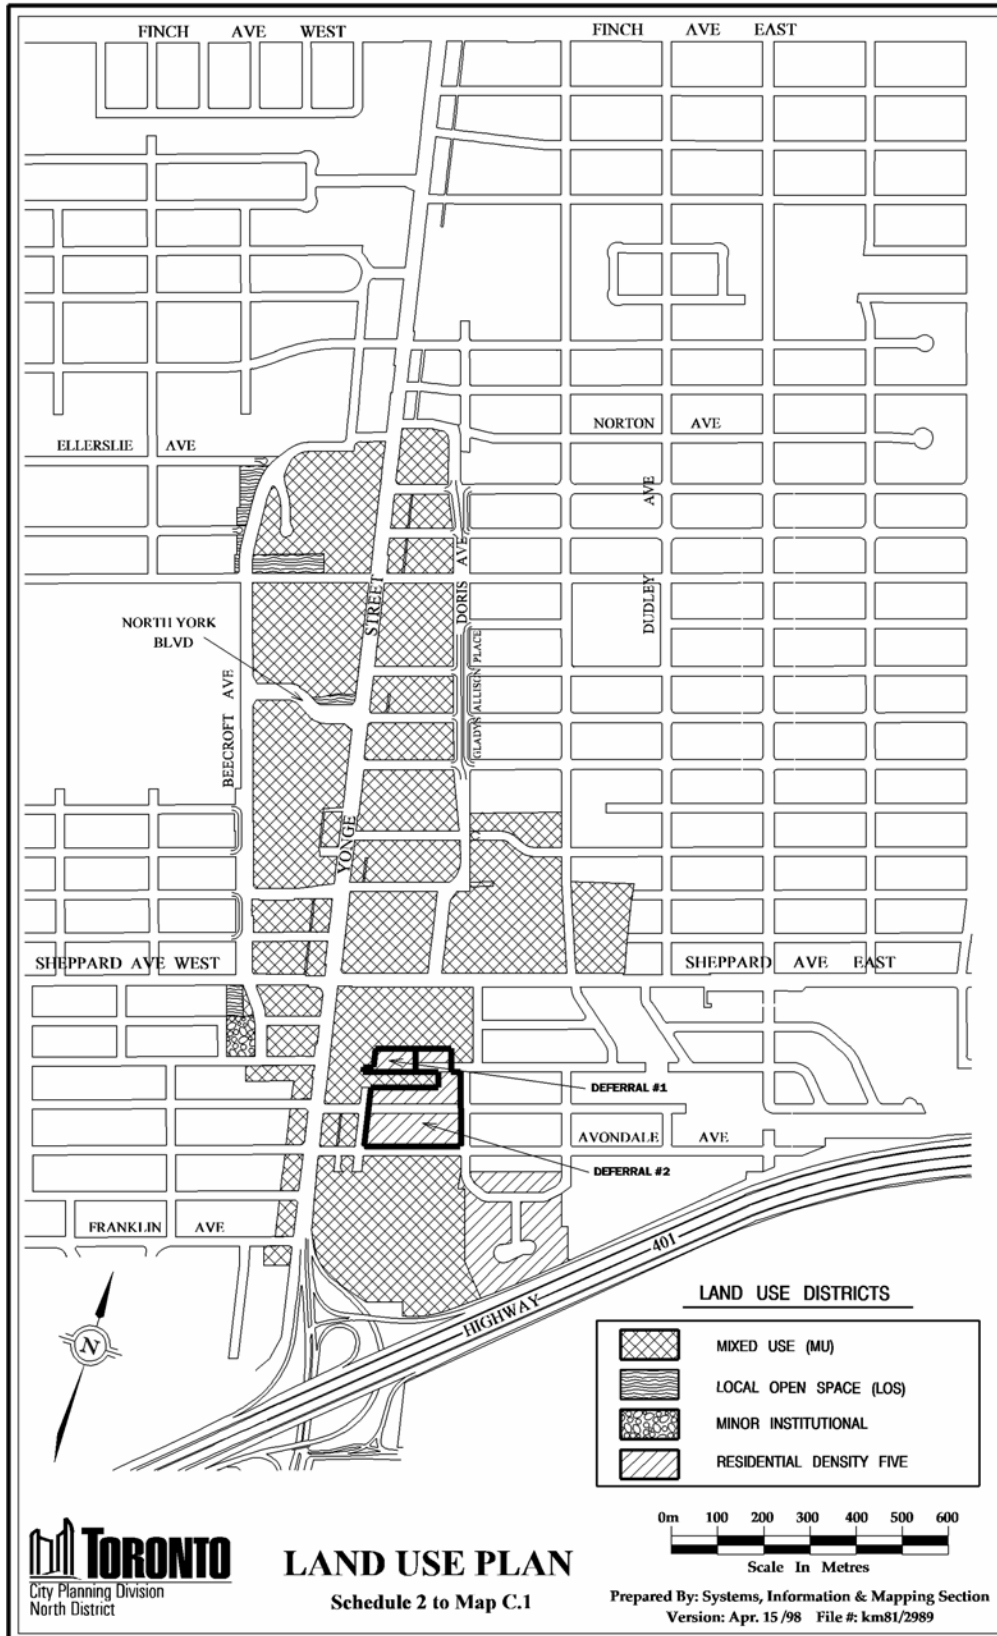 FINCH AVE WEST
FINCH AVE EAST
NORTON AVE
ELLERSLIE AVE
AVE
DUDLEY
DORIS AVE
STREET
NORTH YORK
BLVD
GLADYS ALLISON PLACE
BEECROFT AVE
YONGE
SHEPPARD AVE WEST
SHEPPARD AVE EAST
DEFERRAL #1
AVONDALE AVE
DEFERRAL #2
FRANKLIN AVE
HIGHWAY 401
N
LAND USE DISTRICTS
MIXED USE (MU)
LOCAL OPEN SPACE (LOS)
MINOR INSTITUTIONAL
RESIDENTIAL DENSITY FIVE
0m 100 200 300 400 500 600
Scale In Metres
TORONTO
City Planning Division
North District
LAND USE PLAN
Schedule 2 to Map C.1
Prepared By: Systems, Information & Mapping Section
Version: Apr. 15/98 File #: km81/2989